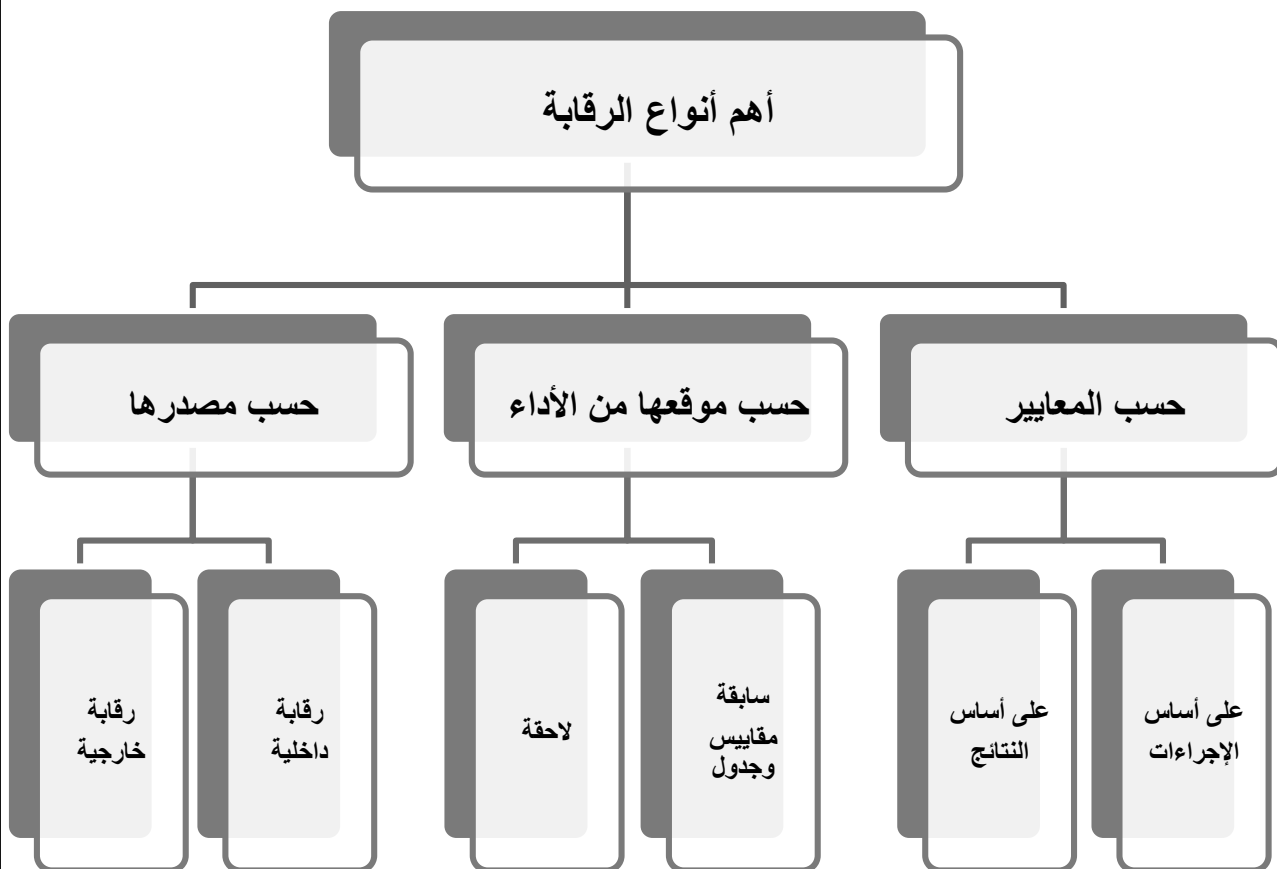 أهم أنواع الرقابة
حسب المعايير
حسب موقعها من الأداء
حسب مصدرها
على أساس
الإجراءات
على أساس
النتائج
سابقة
مقاييس
وجدول
لاحقة
رقابة
داخلية
رقابة
خارجية